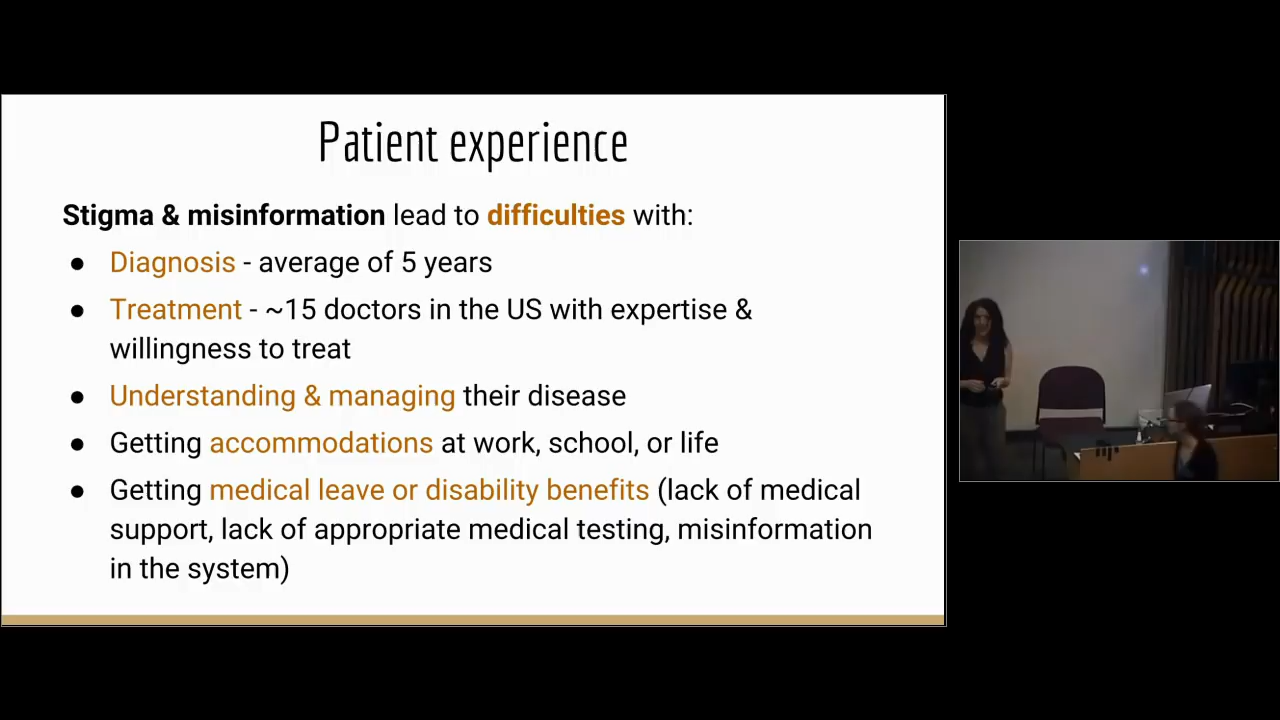 Patient experience
Stigma & misinformation lead to difficulties with:
● Diagnosis - average of 5 years
● Treatment - ~15 doctors in the US with expertise &
willingness to treat
● Understanding & managing their disease
● Getting accommodations at work, school, or life
● Getting medical leave or disability benefits (lack of medical
support, lack of appropriate medical testing, misinformation
in the system)